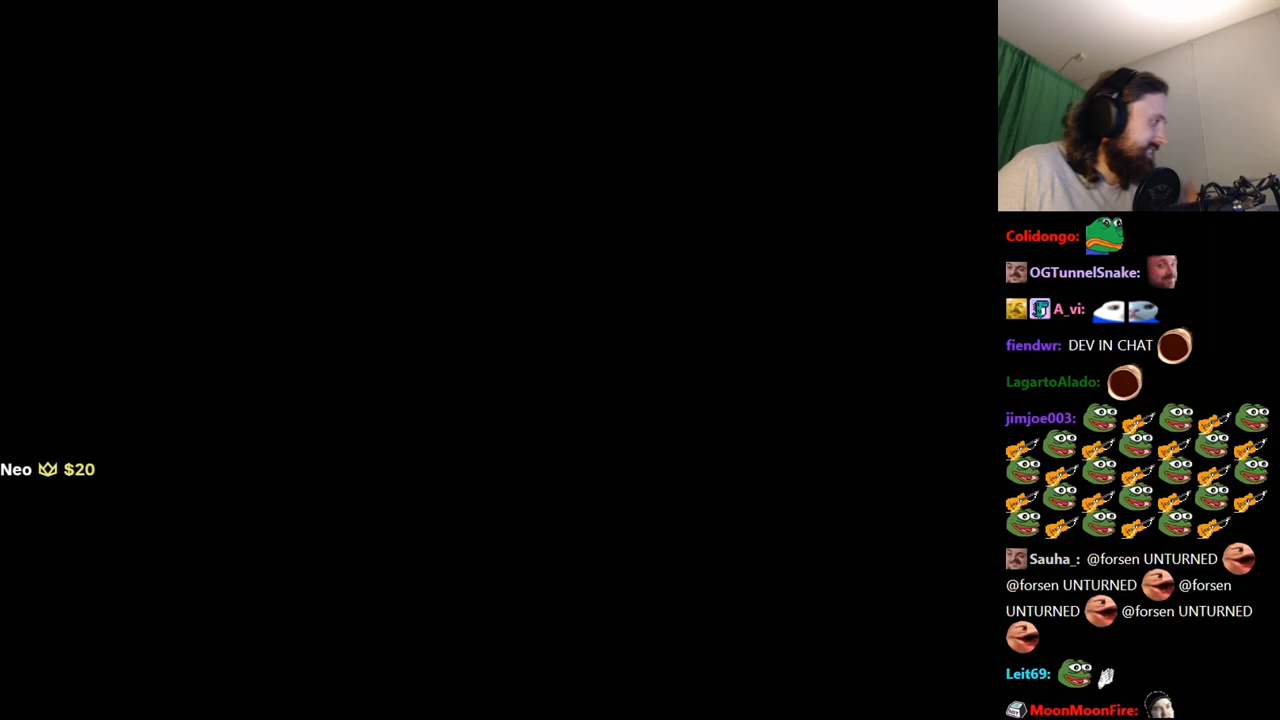 Colidongo:
OGTunnelSnake:
A_vi:
fiendwr: DEV IN CHAT
LagartoAlado:
jimjoe003:
Neo $20
Sauha_: @forsen UNTURNED
@forsen UNTURNED @forsen
UNTURNED @forsen UNTURNED
Leit69:
MoonMoonFire: